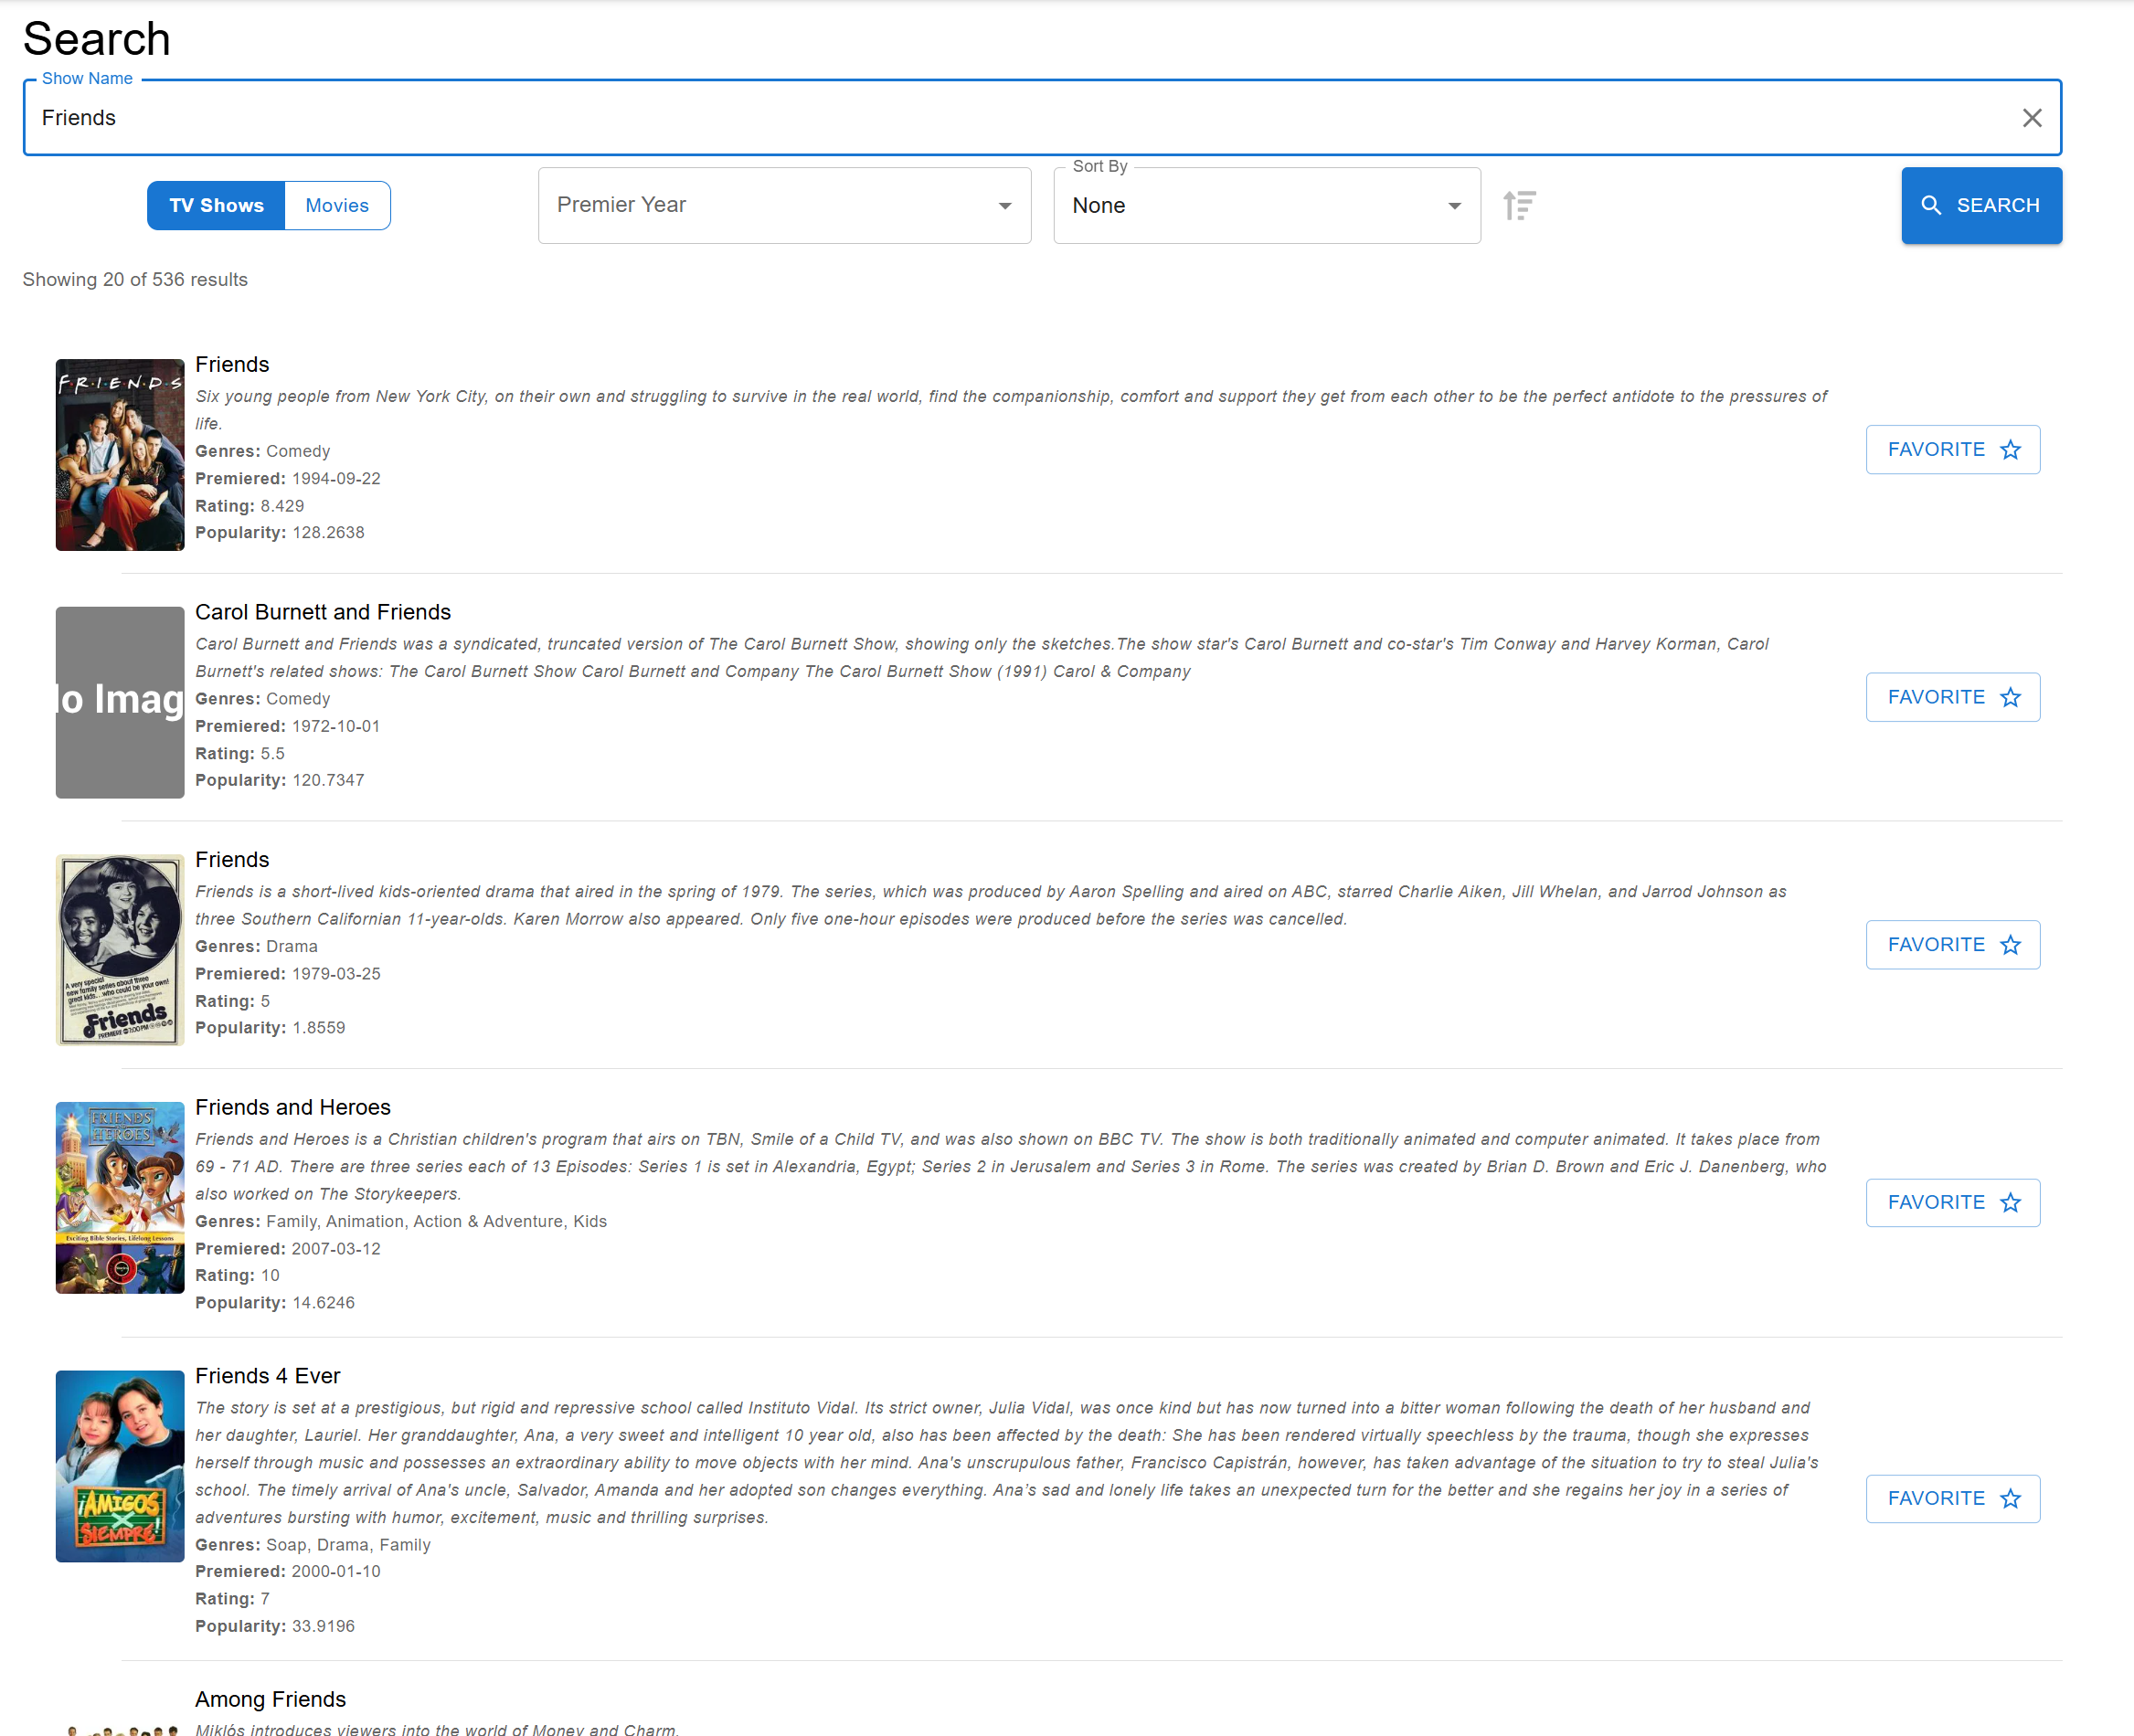 Search
Show Name
Friends
TV Shows
Movies
Premier Year
Sort By
None
SEARCH
Showing 20 of 536 results
F·R·I·E·N·D·S
Friends
Six young people from New York City, on their own and struggling to survive in the real world, find the companionship, comfort and support they get from each other to be the perfect antidote to the pressures of
life.
Genres: Comedy
Premiered: 1994-09-22
Rating: 8.429
Popularity: 128.2638
FAVORITE
o Imag
Carol Burnett and Friends
Carol Burnett and Friends was a syndicated, truncated version of The Carol Burnett Show, showing only the sketches.The show star's Carol Burnett and co-star's Tim Conway and Harvey Korman, Carol
Burnett's related shows: The Carol Burnett Show Carol Burnett and Company The Carol Burnett Show (1991) Carol & Company
Genres: Comedy
Premiered: 1972-10-01
Rating: 5.5
Popularity: 120.7347
FAVORITE
A very special
new family series about three
great kids... who could be your own!
Friends
Friends
Friends is a short-lived kids-oriented drama that aired in the spring of 1979. The series, which was produced by Aaron Spelling and aired on ABC, starred Charlie Aiken, Jill Whelan, and Jarrod Johnson as
three Southern Californian 11-year-olds. Karen Morrow also appeared. Only five one-hour episodes were produced before the series was cancelled.
Genres: Drama
Premiered: 1979-03-25
Rating: 5
Popularity: 1.8559
FAVORITE
FRIENDS
HEROES
Exciting Bible Stories, Lifelong Lessons
Friends and Heroes
Friends and Heroes is a Christian children's program that airs on TBN, Smile of a Child TV, and was also shown on BBC TV. The show is both traditionally animated and computer animated. It takes place from
69 - 71 AD. There are three series each of 13 Episodes: Series 1 is set in Alexandria, Egypt; Series 2 in Jerusalem and Series 3 in Rome. The series was created by Brian D. Brown and Eric J. Danenberg, who
also worked on The Storykeepers.
Genres: Family, Animation, Action & Adventure, Kids
Premiered: 2007-03-12
Rating: 10
Popularity: 14.6246
FAVORITE
¡AMIGOS
X
SIEMPRE!
Friends 4 Ever
The story is set at a prestigious, but rigid and repressive school called Instituto Vidal. Its strict owner, Julia Vidal, was once kind but has now turned into a bitter woman following the death of her husband and
her daughter, Lauriel. Her granddaughter, Ana, a very sweet and intelligent 10 year old, also has been affected by the death: She has been rendered virtually speechless by the trauma, though she expresses
herself through music and possesses an extraordinary ability to move objects with her mind. Ana's unscrupulous father, Francisco Capistrán, however, has taken advantage of the situation to try to steal Julia's
school. The timely arrival of Ana's uncle, Salvador, Amanda and her adopted son changes everything. Ana’s sad and lonely life takes an unexpected turn for the better and she regains her joy in a series of
adventures bursting with humor, excitement, music and thrilling surprises.
Genres: Soap, Drama, Family
Premiered: 2000-01-10
Rating: 7
Popularity: 33.9196
FAVORITE
Among Friends
Miklós introduces viewers into the world of Money and Charm.